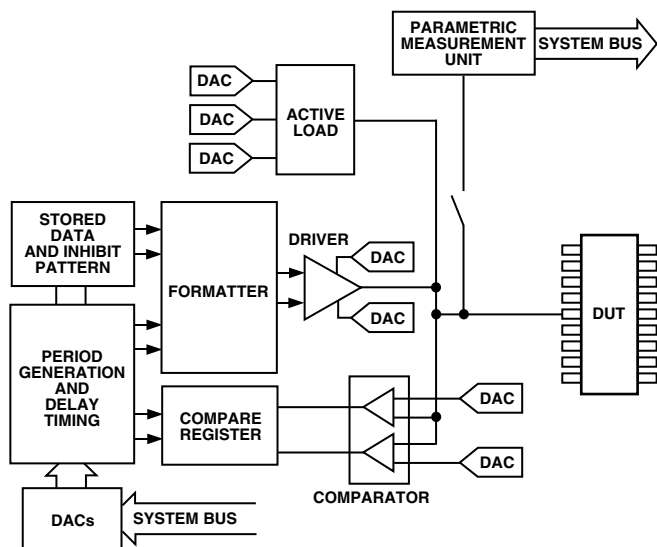 PARAMETRIC
MEASUREMENT
UNIT
SYSTEM BUS
DAC
DAC
DAC
ACTIVE
LOAD
STORED
DATA
AND INHIBIT
PATTERN
FORMATTER
DRIVER
DAC
DAC
DUT
PERIOD
GENERATION
AND
DELAY
TIMING
COMPARE
REGISTER
DAC
DAC
COMPARATOR
DACs
SYSTEM BUS